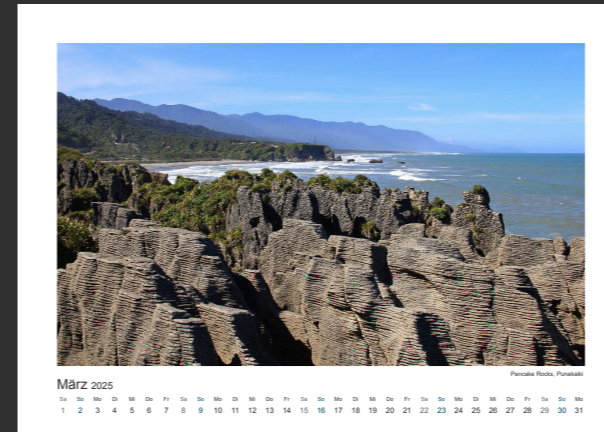 Pancake Rocks, Punakaiki
März 2025
Sa So Mo Di Mi Do Fr Sa So Mo Di Mi Do Fr Sa So Mo Di Mi Do Fr Sa So Mo Di Mi Do Fr Sa So Mo
1 2 3 4 5 6 7 8 9 10 11 12 13 14 15 16 17 18 19 20 21 22 23 24 25 26 27 28 29 30 31